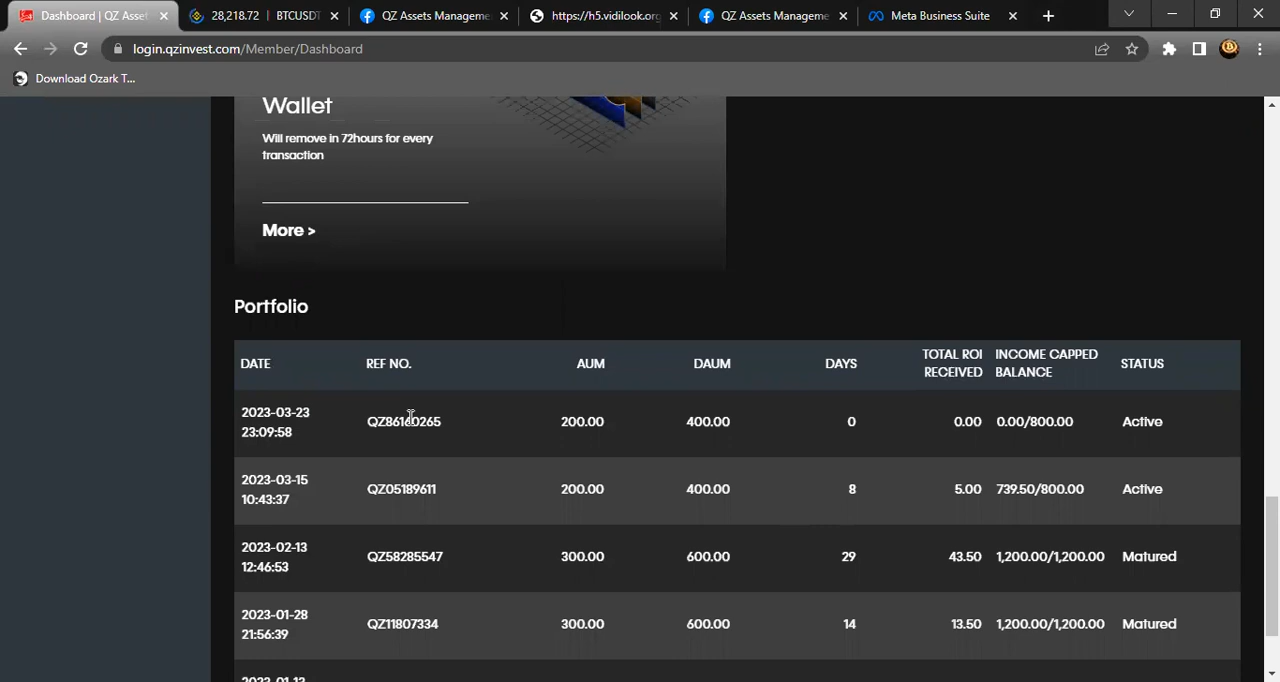 Dashboard | QZ Asset
28,218.72 | BTCUSDT
QZ Assets Manageme
https://h5.vidilook.org
QZ Assets Manageme
Meta Business Suite
login.qzinvest.com/Member/Dashboard
Download Ozark T...
Wallet
Will remove in 72hours for every
transaction
More >
Portfolio
DATE REF NO. AUM DAUM DAYS TOTAL ROI RECEIVED INCOME CAPPED BALANCE STATUS
2023-03-23 23:09:58 QZ86160265 200.00 400.00 0 0.00 0.00/800.00 Active
2023-03-15 10:43:37 QZ05189611 200.00 400.00 8 5.00 739.50/800.00 Active
2023-02-13 12:46:53 QZ58285547 300.00 600.00 29 43.50 1,200.00/1,200.00 Matured
2023-01-28 21:56:39 QZ11807334 300.00 600.00 14 13.50 1,200.00/1,200.00 Matured